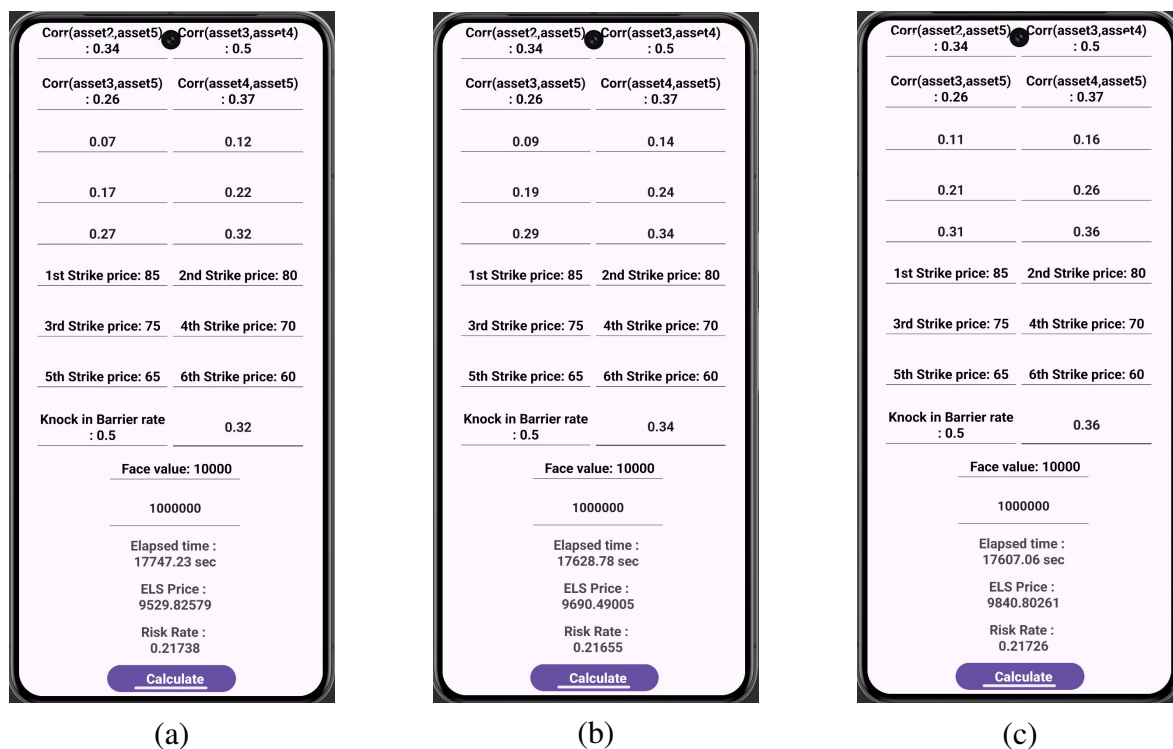 Corr(asset2,asset5) Corr(asset3,asset4)
: 0.34 : 0.5
Corr(asset3,asset5) Corr(asset4,asset5)
: 0.26 : 0.37
0.07 0.12
0.17 0.22
0.27 0.32
1st Strike price: 85 2nd Strike price: 80
3rd Strike price: 75 4th Strike price: 70
5th Strike price: 65 6th Strike price: 60
Knock in Barrier rate
: 0.5 0.32
Face value: 10000
1000000
Elapsed time :
17747.23 sec
ELS Price :
9529.82579
Risk Rate :
0.21738
Calculate
(a)
Corr(asset2,asset5) Corr(asset3,asset4)
: 0.34 : 0.5
Corr(asset3,asset5) Corr(asset4,asset5)
: 0.26 : 0.37
0.09 0.14
0.19 0.24
0.29 0.34
1st Strike price: 85 2nd Strike price: 80
3rd Strike price: 75 4th Strike price: 70
5th Strike price: 65 6th Strike price: 60
Knock in Barrier rate
: 0.5 0.34
Face value: 10000
1000000
Elapsed time :
17628.78 sec
ELS Price :
9690.49005
Risk Rate :
0.21655
Calculate
(b)
Corr(asset2,asset5) Corr(asset3,asset4)
: 0.34 : 0.5
Corr(asset3,asset5) Corr(asset4,asset5)
: 0.26 : 0.37
0.11 0.16
0.21 0.26
0.31 0.36
1st Strike price: 85 2nd Strike price: 80
3rd Strike price: 75 4th Strike price: 70
5th Strike price: 65 6th Strike price: 60
Knock in Barrier rate
: 0.5 0.36
Face value: 10000
1000000
Elapsed time :
17607.06 sec
ELS Price :
9840.80261
Risk Rate :
0.21726
Calculate
(c)